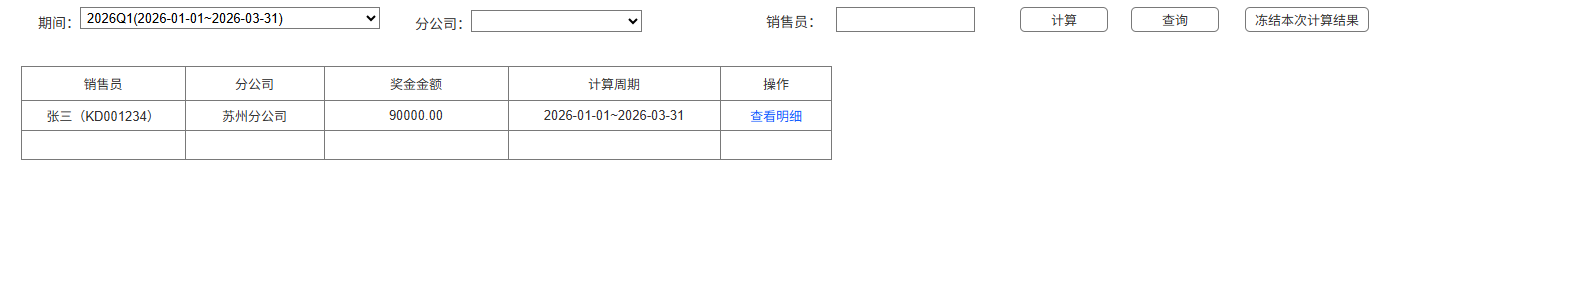 期间： 2026Q1(2026-01-01~2026-03-31) 分公司： 销售员： 计算 查询 冻结本次计算结果
销售员 分公司 奖金金额 计算周期 操作
张三（KD001234） 苏州分公司 90000.00 2026-01-01~2026-03-31 查看明细